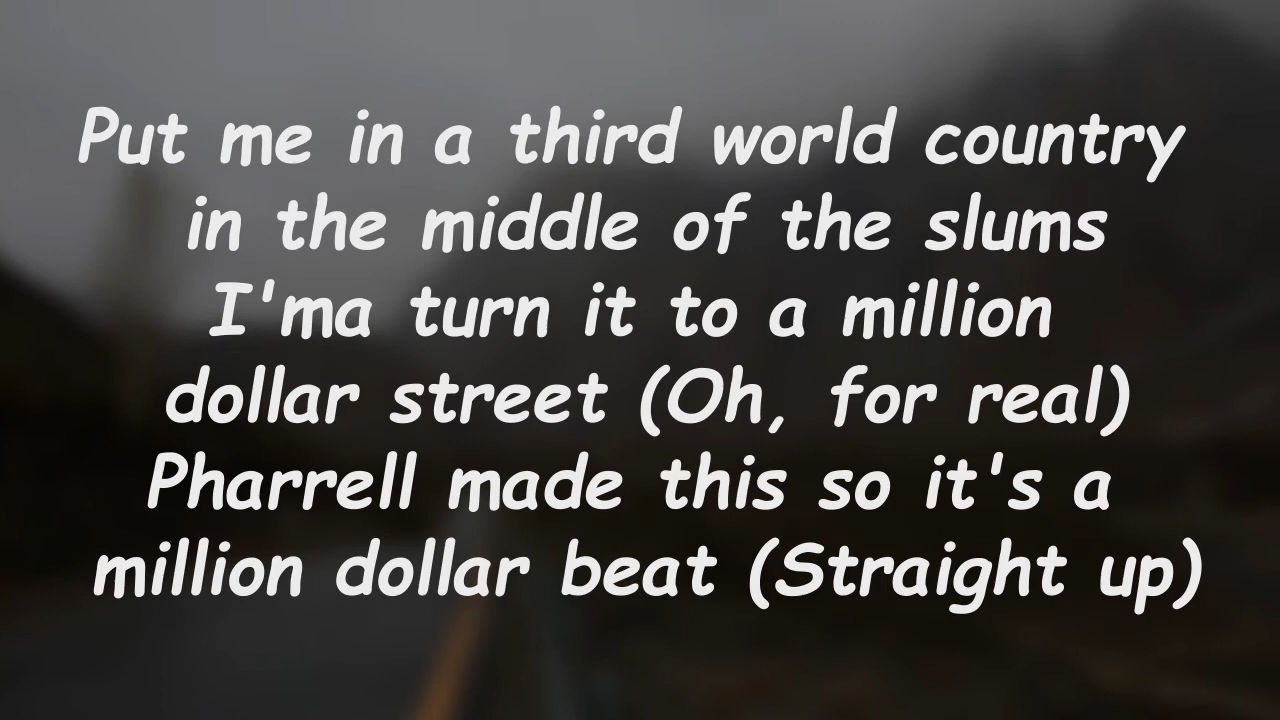 Put me in a third world country
in the middle of the slums
I'ma turn it to a million
dollar street (Oh, for real)
Pharrell made this so it's a
million dollar beat (Straight up)